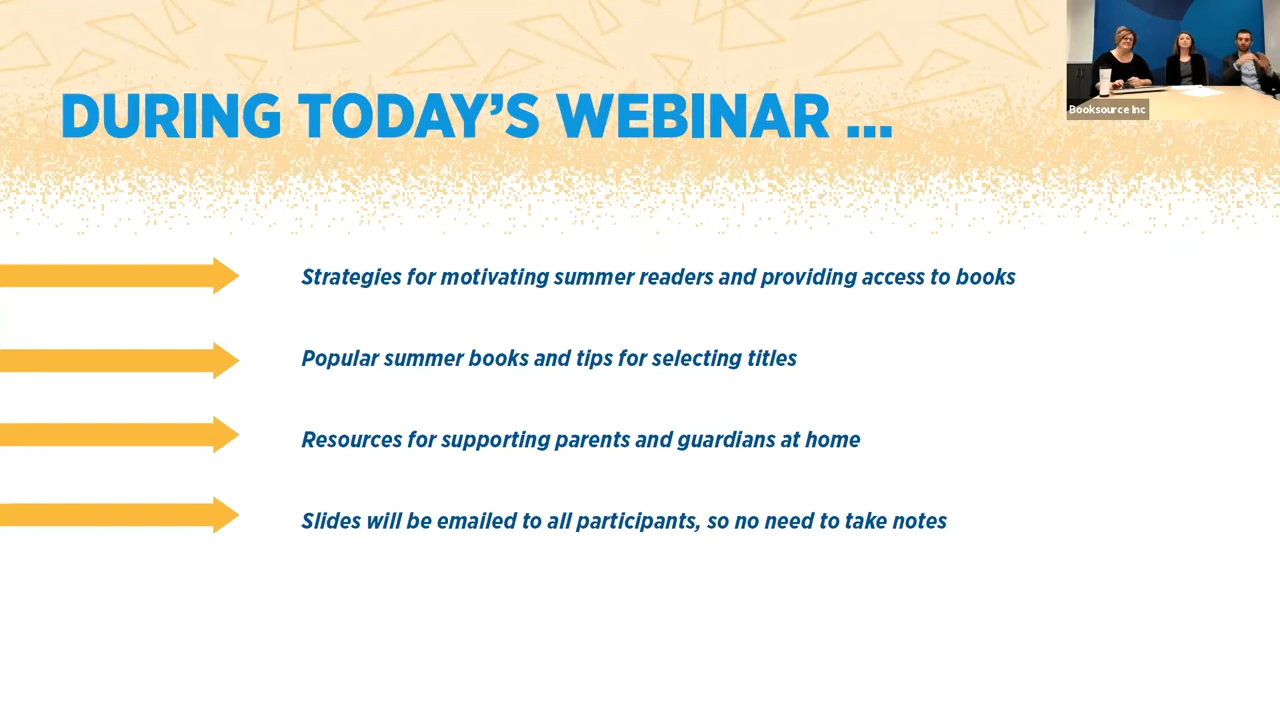 DURING TODAY’S WEBINAR ...
Booksource Inc
Strategies for motivating summer readers and providing access to books
Popular summer books and tips for selecting titles
Resources for supporting parents and guardians at home
Slides will be emailed to all participants, so no need to take notes